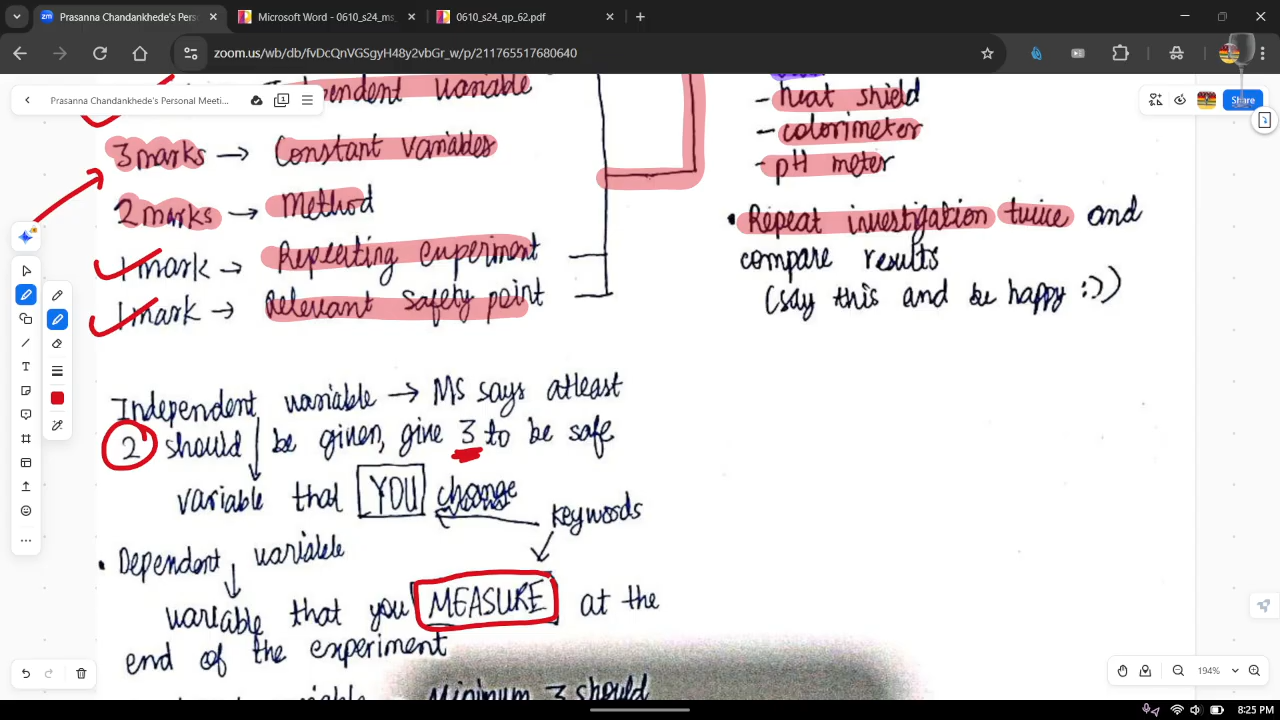 Prasanna Chandankhede's Pers
Microsoft Word - 0610_s24_ms_
0610_s24_qp_62.pdf
zoom.us/wb/db/fvDcQnVGSgyH48y2vbGr_w/p/211765517680640
Prasanna Chandankhede's Personal Meeti...
Share
Independent variable
3 marks → Constant variables
2 marks → Method
1 mark → Repeating experiment
1 mark → Relevant safety point
- heat shield
- colorimeter
- pH meter
• Repeat investigation twice and
compare results
(say this and be happy :))
Independent variable → MS says atleast
2 should be given, give 3 to be safe
variable that YOU change
keywoods
• Dependent variable
variable that you MEASURE at the
end of the experiment
Minimum 3 should
194%
8:25 PM